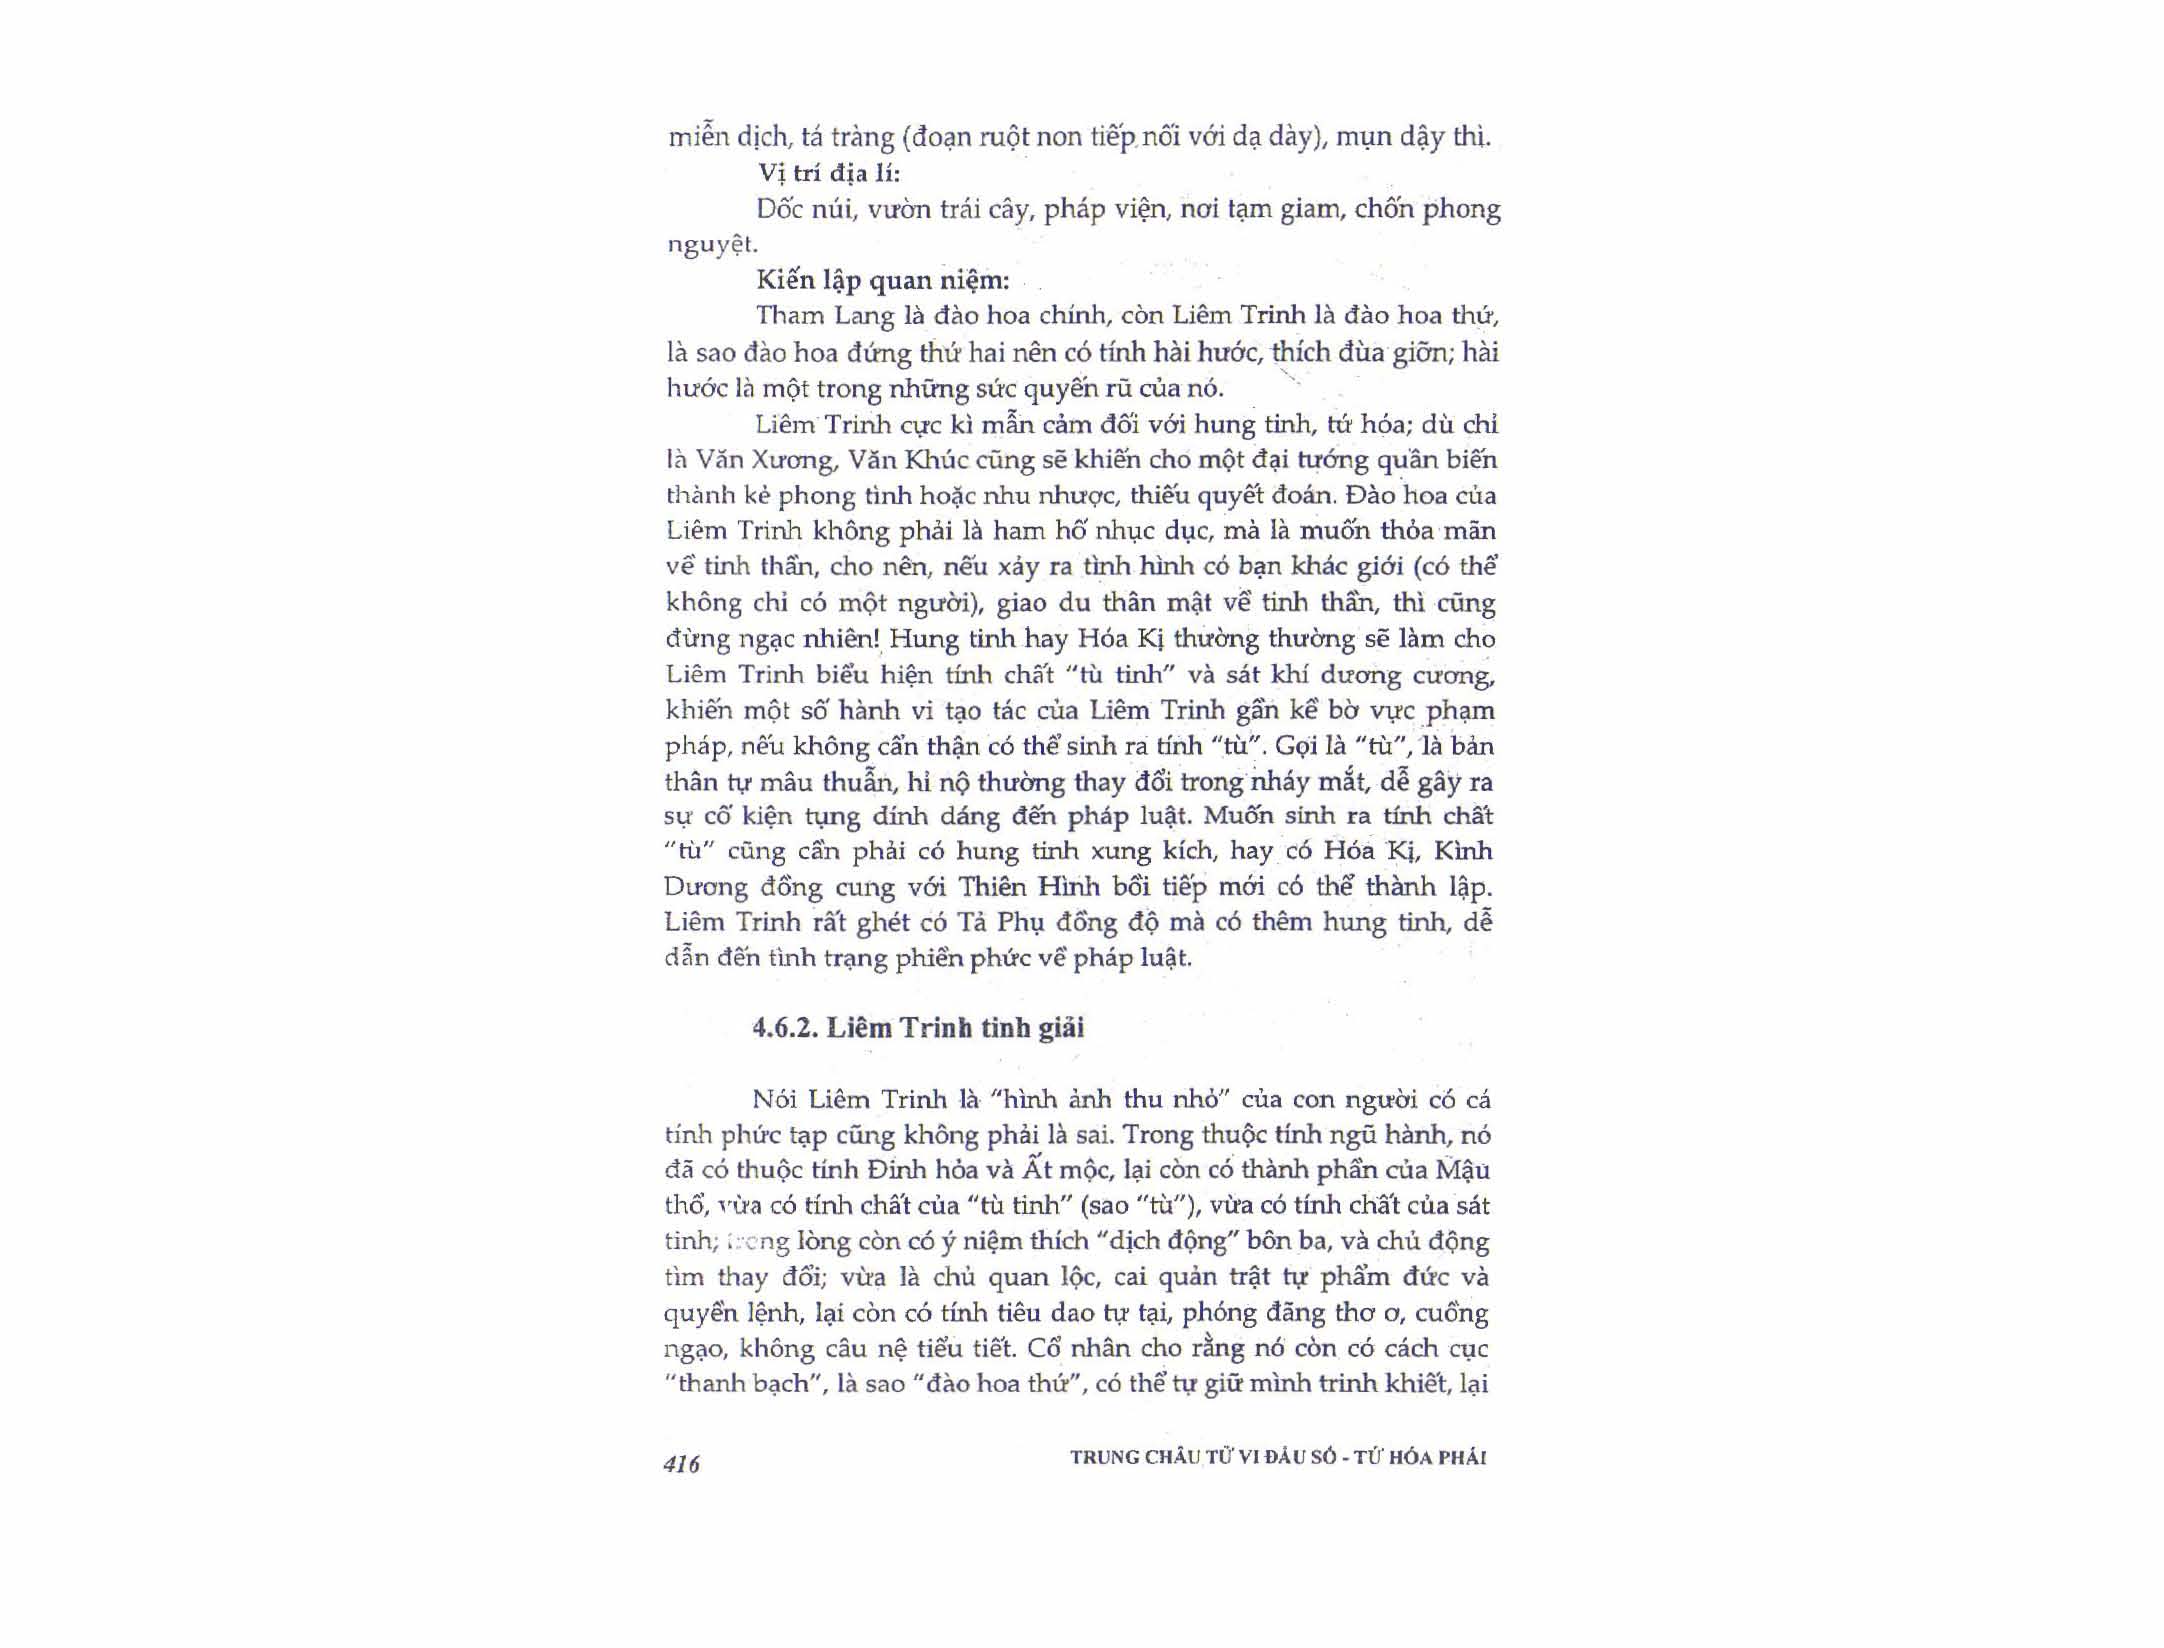 miễn dịch, tá tràng (đoạn ruột non tiếp nối với dạ dày), mụn dậy thì.
Vị trí địa lí:
Dốc núi, vườn trái cây, pháp viện, nơi tạm giam, chốn phong
nguyệt.
Kiến lập quan niệm:
Tham Lang là đào hoa chính, còn Liêm Trinh là đào hoa thứ,
là sao đào hoa đứng thứ hai nên có tính hài hước, thích đùa giỡn; hài
hước là một trong những sức quyến rũ của nó.
Liêm Trinh cực kì mẫn cảm đối với hung tinh, tứ hóa; dù chỉ
là Văn Xương, Văn Khúc cũng sẽ khiến cho một đại tướng quân biến
thành kẻ phong tình hoặc nhu nhược, thiếu quyết đoán. Đào hoa của
Liêm Trinh không phải là ham hố nhục dục, mà là muốn thỏa mãn
về tinh thần, cho nên, nếu xảy ra tình hình có bạn khác giới (có thể
không chỉ có một người), giao du thân mật về tinh thần, thì cũng
đừng ngạc nhiên! Hung tinh hay Hóa Kị thường thường sẽ làm cho
Liêm Trinh biểu hiện tính chất "tù tinh" và sát khí dương cương,
khiến một số hành vi tạo tác của Liêm Trinh gần kề bờ vực phạm
pháp, nếu không cẩn thận có thể sinh ra tính "tù". Gọi là "tù", là bản
thân tự mâu thuẫn, hỉ nộ thường thay đổi trong nháy mắt, dễ gây ra
sự cố kiện tụng dính dáng đến pháp luật. Muốn sinh ra tính chất
"tù" cũng cần phải có hung tinh xung kích, hay có Hóa Kị, Kình
Dương đồng cung với Thiên Hình bồi tiếp mới có thể thành lập.
Liêm Trinh rất ghét có Tả Phụ đồng độ mà có thêm hung tinh, dễ
dẫn đến tình trạng phiền phức về pháp luật.
4.6.2. Liêm Trinh tinh giải
Nói Liêm Trinh là "hình ảnh thu nhỏ" của con người có cá
tính phức tạp cũng không phải là sai. Trong thuộc tính ngũ hành, nó
đã có thuộc tính Đinh hỏa và Ất mộc, lại còn có thành phần của Mậu
thổ, vừa có tính chất của "tù tinh" (sao "tù"), vừa có tính chất của sát
tinh; trong lòng còn có ý niệm thích "dịch động" bôn ba, và chủ động
tìm thay đổi; vừa là chủ quan lộc, cai quản trật tự phẩm đức và
quyền lệnh, lại còn có tính tiêu dao tự tại, phóng đãng thơ ơ, cuồng
ngạo, không câu nệ tiểu tiết. Cổ nhân cho rằng nó còn có cách cục
"thanh bạch", là sao "đào hoa thứ", có thể tự giữ mình trinh khiết, lại
416 TRUNG CHÂU TỬ VI ĐẨU SỐ - TỨ HÓA PHÁI